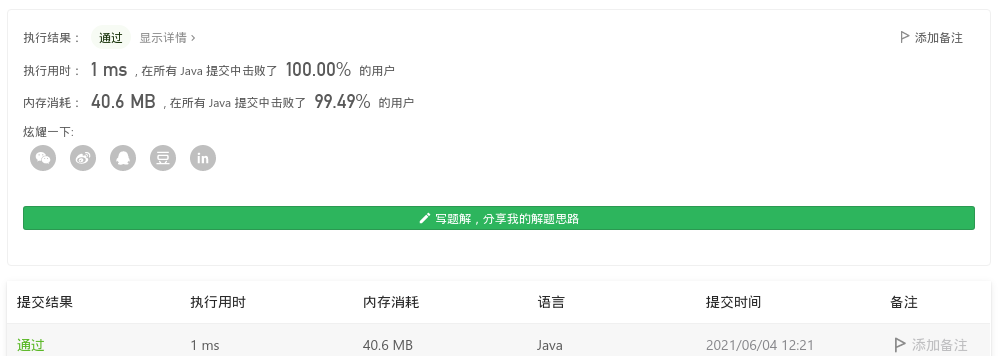 执行结果： 通过 显示详情 › 添加备注
执行用时： 1 ms , 在所有 Java 提交中击败了 100.00% 的用户
内存消耗： 40.6 MB , 在所有 Java 提交中击败了 99.49% 的用户
炫耀一下:
写题解，分享我的解题思路
提交结果 执行用时 内存消耗 语言 提交时间 备注
通过 1 ms 40.6 MB Java 2021/06/04 12:21 添加备注